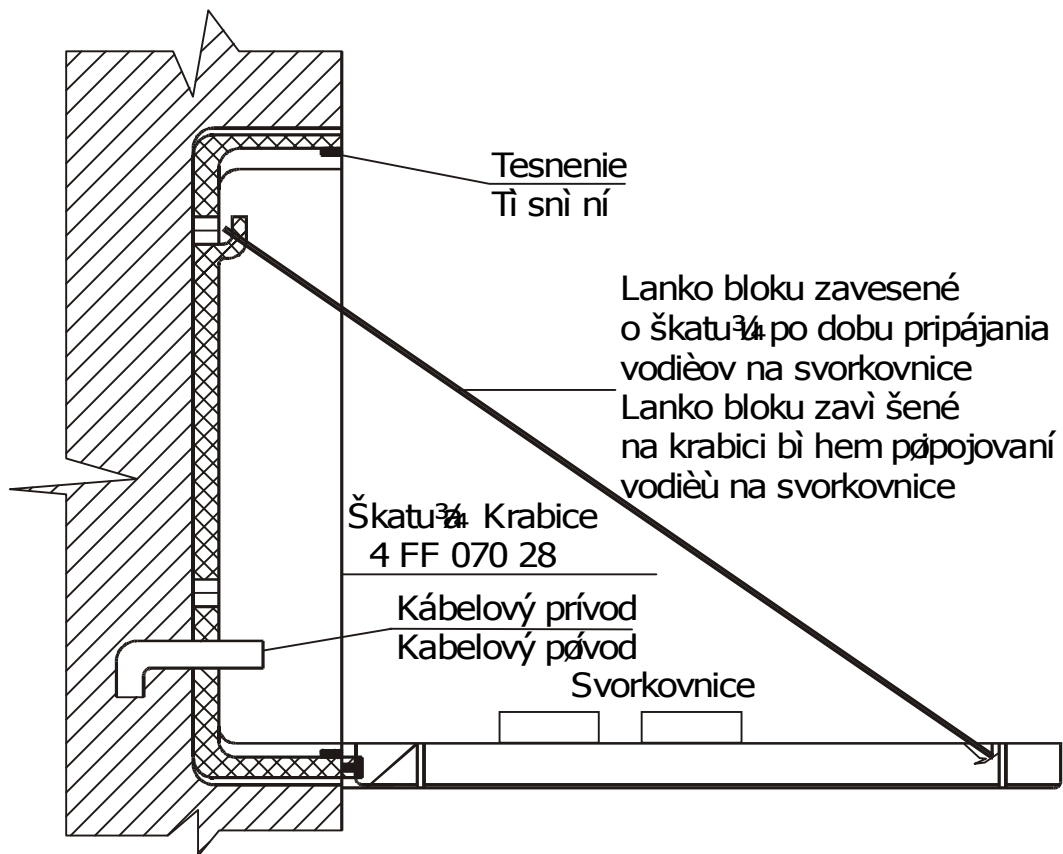 Tesnenie
Tì snì ní
Lanko bloku zavesené
o škatu¾ po dobu pripájania
vodièov na svorkovnice
Lanko bloku zavì šené
na krabici bì hem pøipojovaní
vodièù na svorkovnice
Škatu¾a Krabice
4 FF 070 28
Kábelový prívod
Kabelový pøívod
Svorkovnice